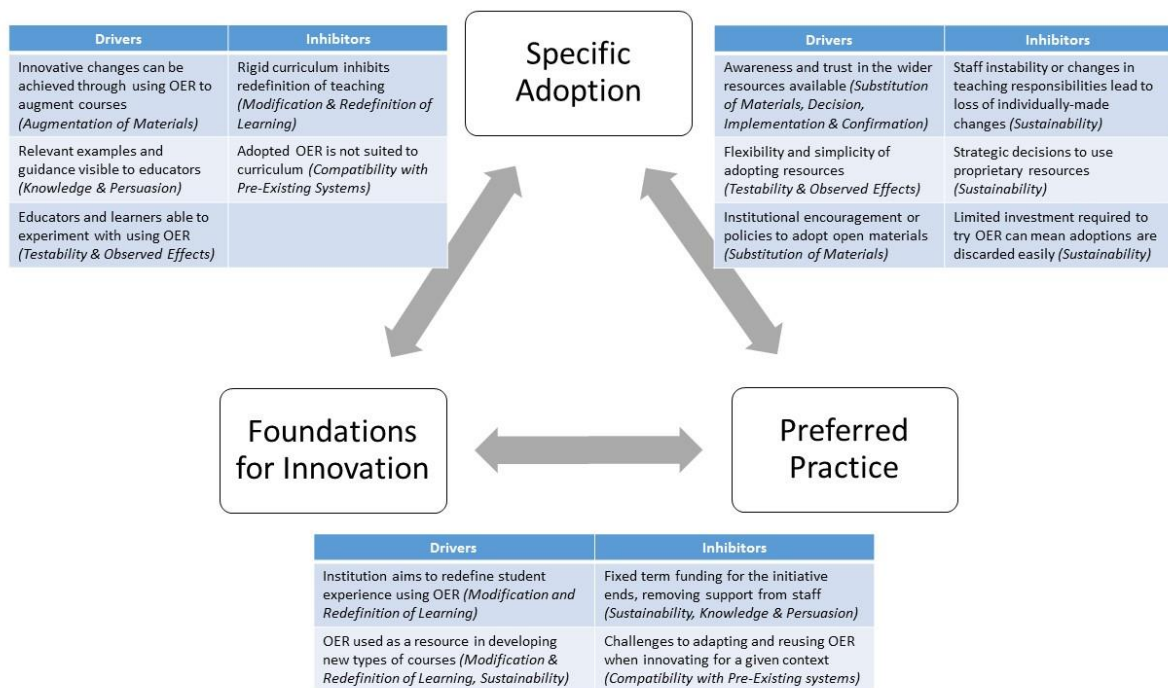 Drivers
Inhibitors
Innovative changes can be
achieved through using OER to
augment courses
(Augmentation of Materials)
Rigid curriculum inhibits
redefinition of teaching
(Modification & Redefinition of
Learning)
Relevant examples and
guidance visible to educators
(Knowledge & Persuasion)
Adopted OER is not suited to
curriculum (Compatibility with
Pre-Existing Systems)
Educators and learners able to
experiment with using OER
(Testability & Observed Effects)
Specific
Adoption
Drivers
Inhibitors
Awareness and trust in the wider
resources available (Substitution
of Materials, Decision,
Implementation & Confirmation)
Staff instability or changes in
teaching responsibilities lead to
loss of individually-made
changes (Sustainability)
Flexibility and simplicity of
adopting resources
(Testability & Observed Effects)
Strategic decisions to use
proprietary resources
(Sustainability)
Institutional encouragement or
policies to adopt open materials
(Substitution of Materials)
Limited investment required to
try OER can mean adoptions are
discarded easily (Sustainability)
Foundations
for Innovation
Preferred
Practice
Drivers
Inhibitors
Institution aims to redefine student
experience using OER (Modification and
Redefinition of Learning)
Fixed term funding for the initiative
ends, removing support from staff
(Sustainability, Knowledge & Persuasion)
OER used as a resource in developing
new types of courses (Modification &
Redefinition of Learning, Sustainability)
Challenges to adapting and reusing OER
when innovating for a given context
(Compatibility with Pre-Existing systems)